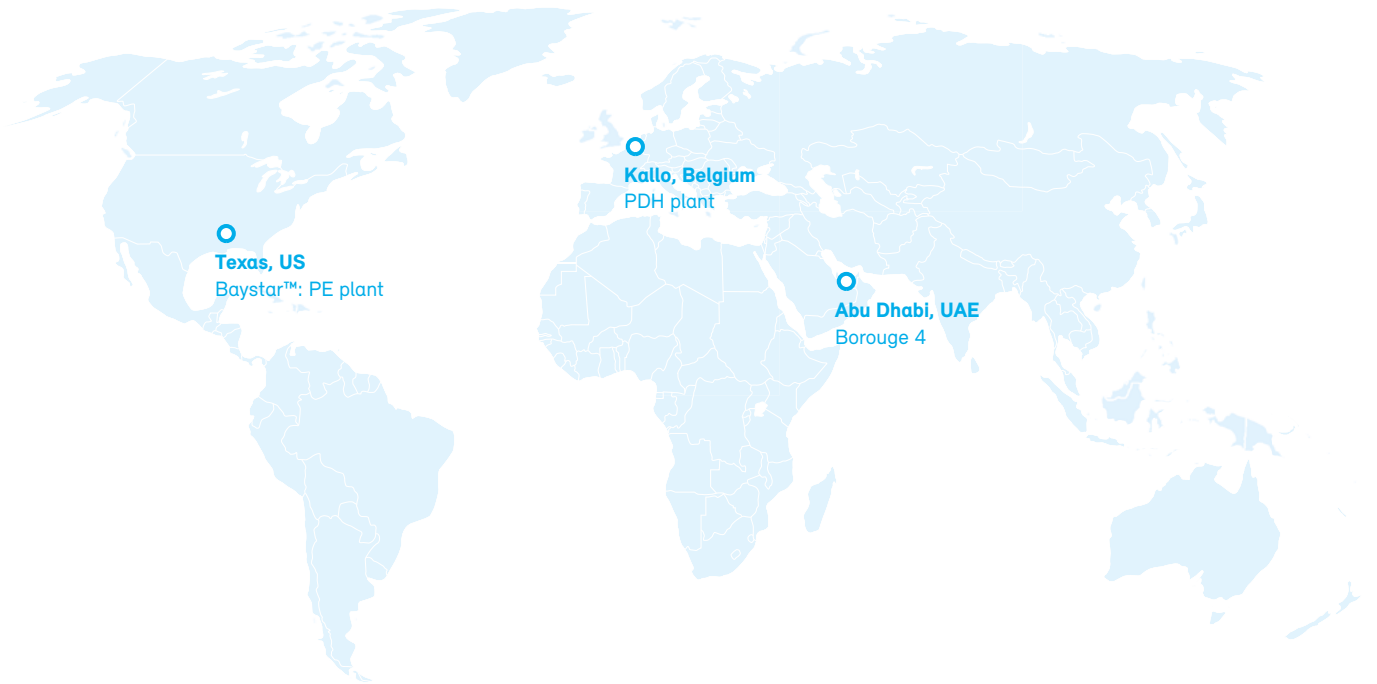 Kallo, Belgium
PDH plant
Texas, US
Baystar™: PE plant
Abu Dhabi, UAE
Borouge 4